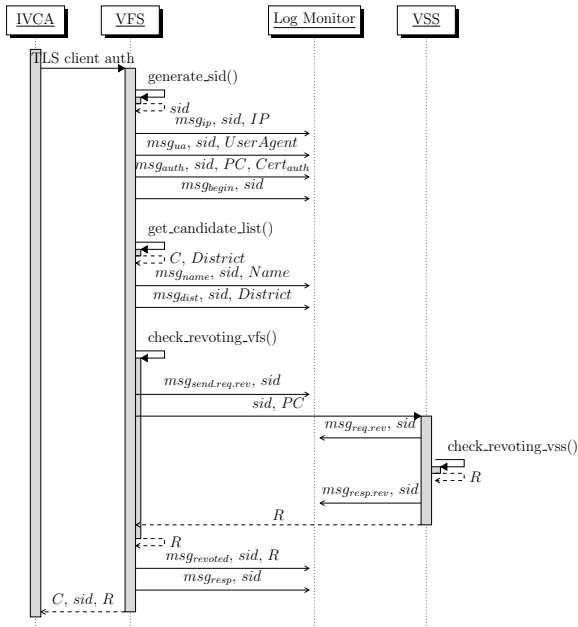 IVCA VFS Log Monitor VSS
TLS client auth
generate_sid()
sid
msg_ip, sid, IP
msg_ua, sid, UserAgent
msg_auth, sid, PC, Cert_auth
msg_begin, sid
get_candidate_list()
C, District
msg_name, sid, Name
msg_dist, sid, District
check_revoting_vfs()
msg_send.req.rev, sid
sid, PC
msg_req.rev, sid
check_revoting_vss()
R
msg_resp.rev, sid
R
R
msg_revoted, sid, R
msg_resp, sid
C, sid, R